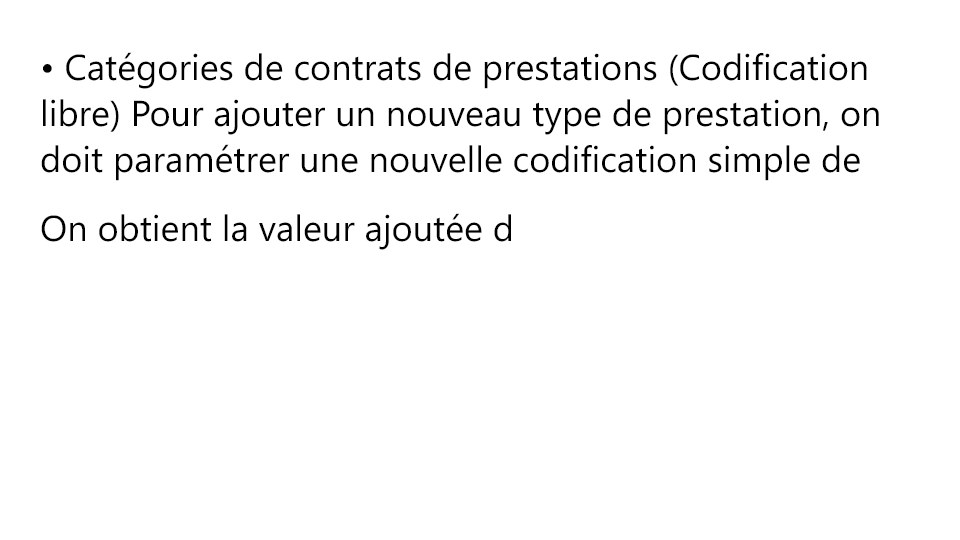 • Catégories de contrats de prestations (Codification
libre) Pour ajouter un nouveau type de prestation, on
doit paramétrer une nouvelle codification simple de
On obtient la valeur ajoutée d